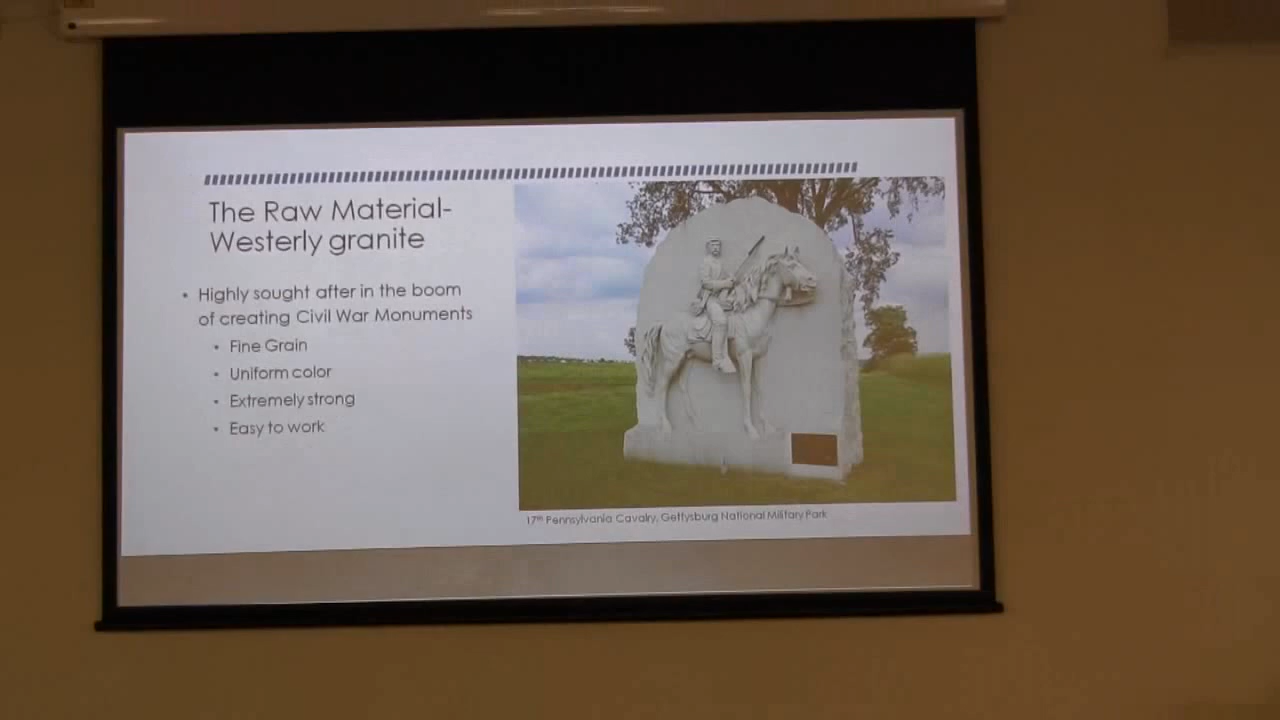 The Raw Material-
Westerly granite
• Highly sought after in the boom
of creating Civil War Monuments
• Fine Grain
• Uniform color
• Extremely strong
• Easy to work
17th Pennsylvania Cavalry, Gettysburg National Military Park